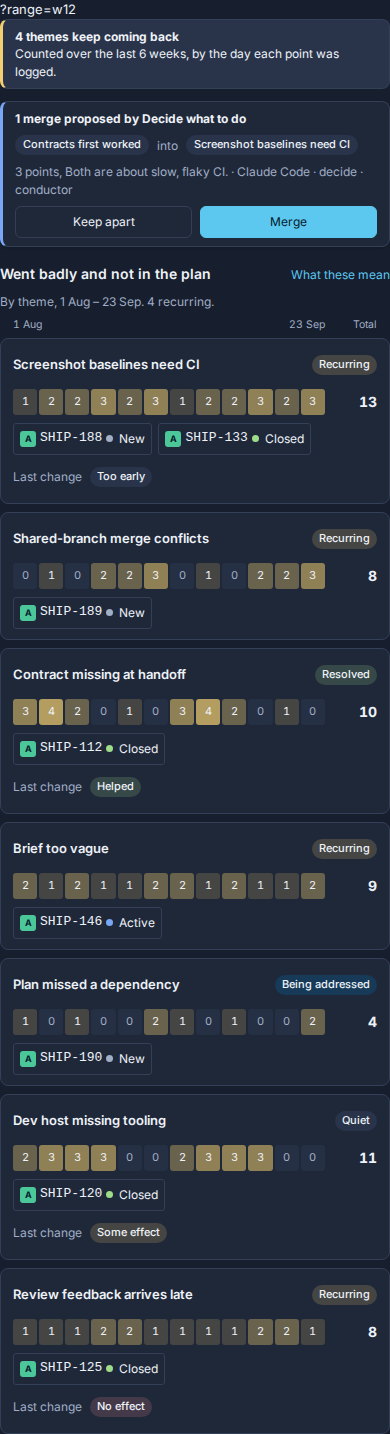 ?range=w12
4 themes keep coming back
Counted over the last 6 weeks, by the day each point was
logged.
1 merge proposed by Decide what to do
Contracts first worked into Screenshot baselines need CI
3 points, Both are about slow, flaky CI. · Claude Code · decide ·
conductor
Keep apart Merge
Went badly and not in the plan What these mean
By theme, 1 Aug – 23 Sep. 4 recurring.
1 Aug 23 Sep Total
Screenshot baselines need CI Recurring
1 2 2 3 2 3 1 2 2 3 2 3 13
A SHIP-188 New A SHIP-133 Closed
Last change Too early
Shared-branch merge conflicts Recurring
0 1 0 2 2 3 0 1 0 2 2 3 8
A SHIP-189 New
Contract missing at handoff Resolved
3 4 2 0 1 0 3 4 2 0 1 0 10
A SHIP-112 Closed
Last change Helped
Brief too vague Recurring
2 1 2 1 1 2 2 1 2 1 1 2 9
A SHIP-146 Active
Plan missed a dependency Being addressed
1 0 1 0 0 2 1 0 1 0 0 2 4
A SHIP-190 New
Dev host missing tooling Quiet
2 3 3 3 0 0 2 3 3 3 0 0 11
A SHIP-120 Closed
Last change Some effect
Review feedback arrives late Recurring
1 1 1 2 2 1 1 1 1 2 2 1 8
A SHIP-125 Closed
Last change No effect